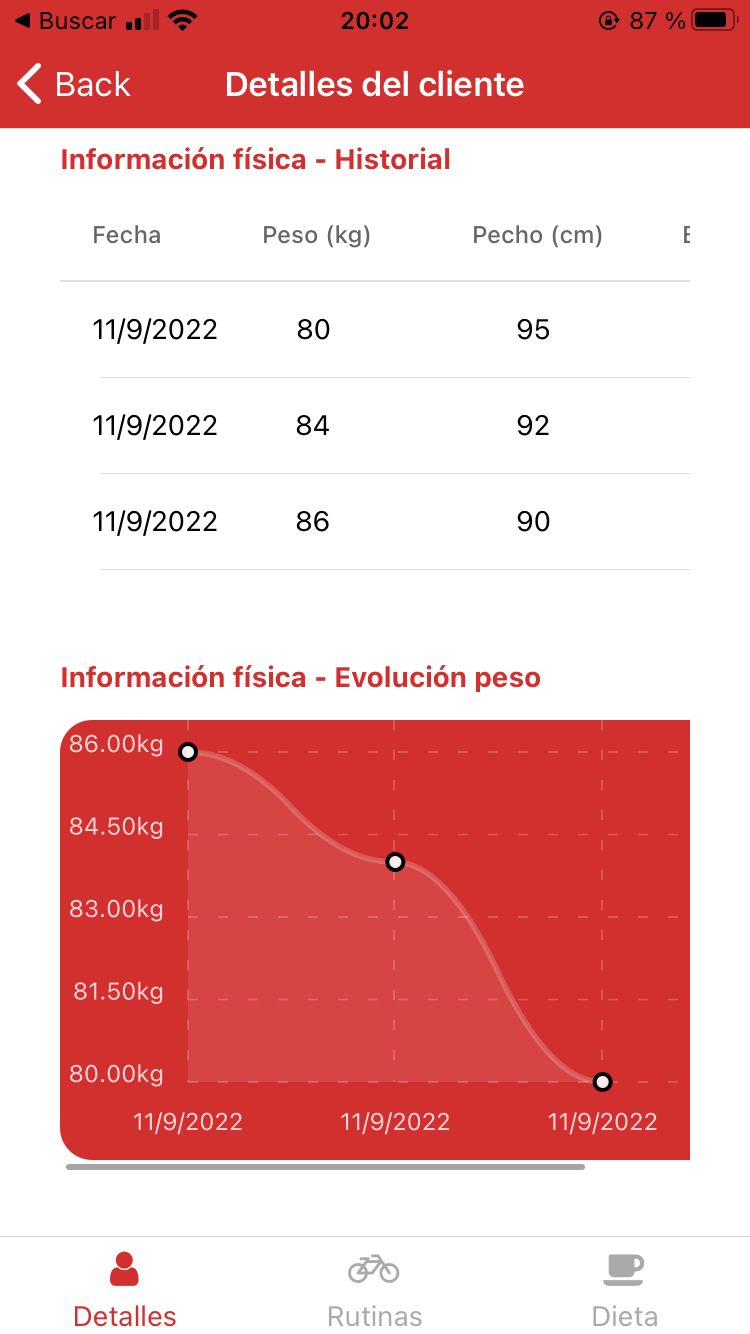 Buscar 20:02 87 %
Back Detalles del cliente
Información física - Historial
Fecha Peso (kg) Pecho (cm)
11/9/2022 80 95
11/9/2022 84 92
11/9/2022 86 90
Información física - Evolución peso
86.00kg
84.50kg
83.00kg
81.50kg
80.00kg
11/9/2022 11/9/2022 11/9/2022
Detalles Rutinas Dieta